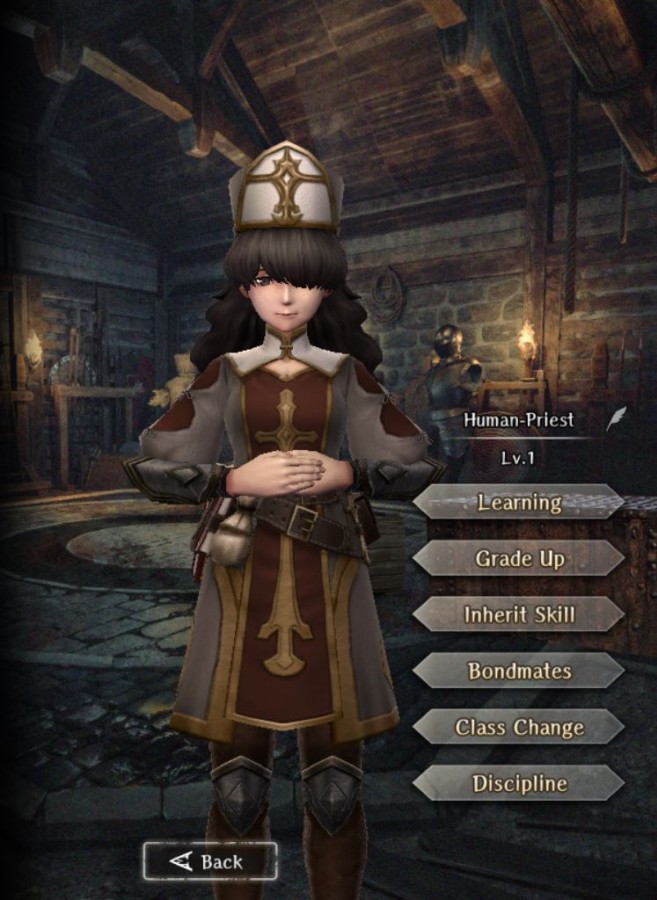 Human-Priest
Lv.1
Learning
Grade Up
Inherit Skill
Bondmates
Class Change
Discipline
Back